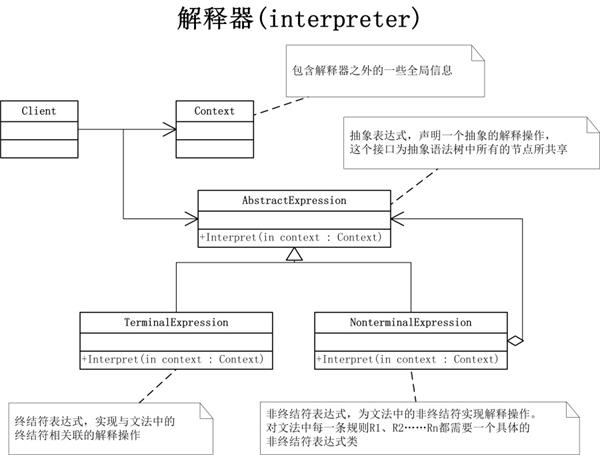 解释器(interpreter)
包含解释器之外的一些全局信息
Client
Context
抽象表达式，声明一个抽象的解释操作，
这个接口为抽象语法树中所有的节点所共享
AbstractExpression
+Interpret(in context : Context)
TerminalExpression
NonterminalExpression
+Interpret(in context : Context)
+Interpret(in context : Context)
终结符表达式，实现与文法中的
终结符相关联的解释操作
非终结符表达式，为文法中的非终结符实现解释操作。
对文法中每一条规则R1、R2……Rn都需要一个具体的
非终结符表达式类